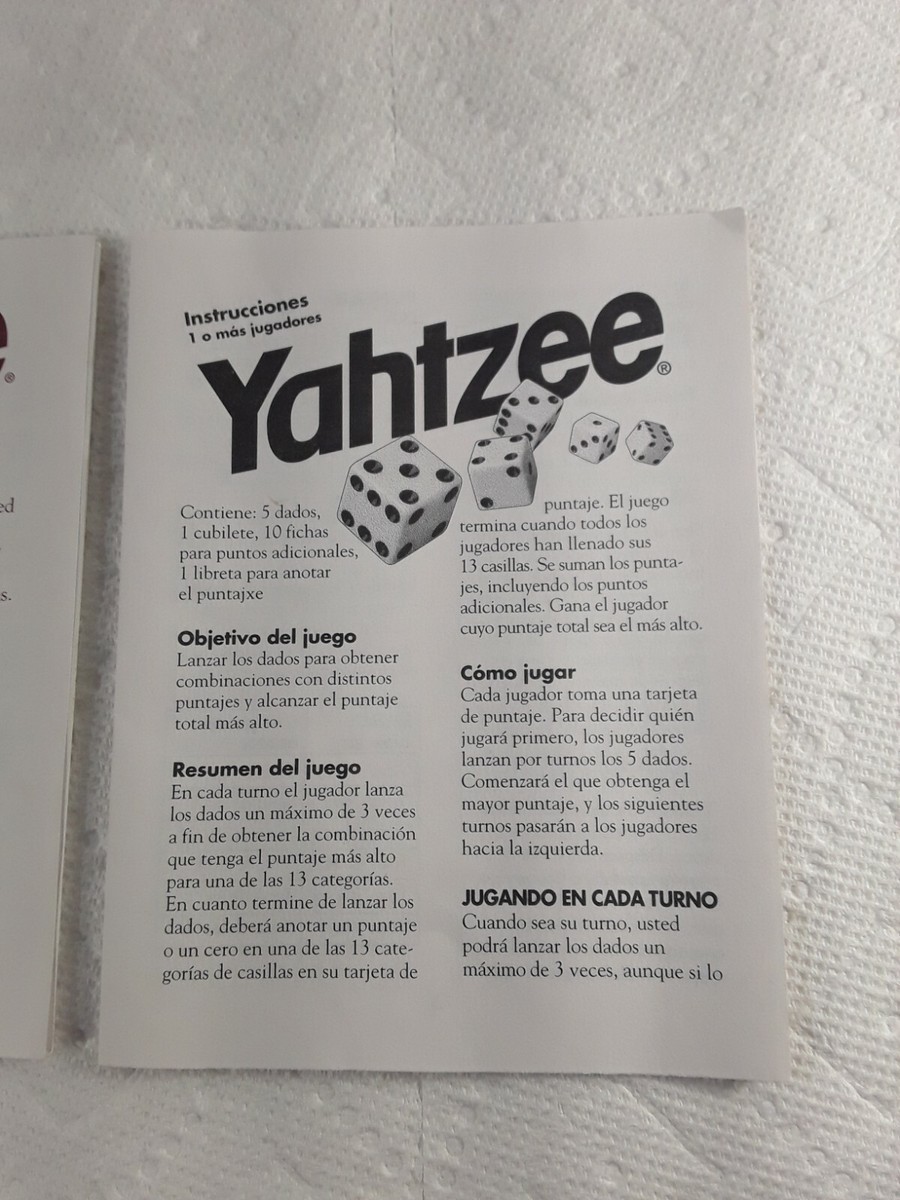 e
®
ed
s.
Instrucciones
1 o más jugadores
Yahtzee®
Contiene: 5 dados,
1 cubilete, 10 fichas
para puntos adicionales,
1 libreta para anotar
el puntajxe
Objetivo del juego
Lanzar los dados para obtener
combinaciones con distintos
puntajes y alcanzar el puntaje
total más alto.
Resumen del juego
En cada turno el jugador lanza
los dados un máximo de 3 veces
a fin de obtener la combinación
que tenga el puntaje más alto
para una de las 13 categorías.
En cuanto termine de lanzar los
dados, deberá anotar un puntaje
o un cero en una de las 13 cate-
gorías de casillas en su tarjeta de
puntaje. El juego
termina cuando todos los
jugadores han llenado sus
13 casillas. Se suman los punta-
jes, incluyendo los puntos
adicionales. Gana el jugador
cuyo puntaje total sea el más alto.
Cómo jugar
Cada jugador toma una tarjeta
de puntaje. Para decidir quién
jugará primero, los jugadores
lanzan por turnos los 5 dados.
Comenzará el que obtenga el
mayor puntaje, y los siguientes
turnos pasarán a los jugadores
hacia la izquierda.
JUGANDO EN CADA TURNO
Cuando sea su turno, usted
podrá lanzar los dados un
máximo de 3 veces, aunque si lo